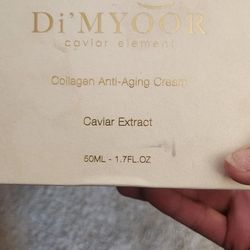 Di'MYOOR
caviar element
Collagen Anti-Aging Cream
Caviar Extract
50ML - 1.7FL.OZ